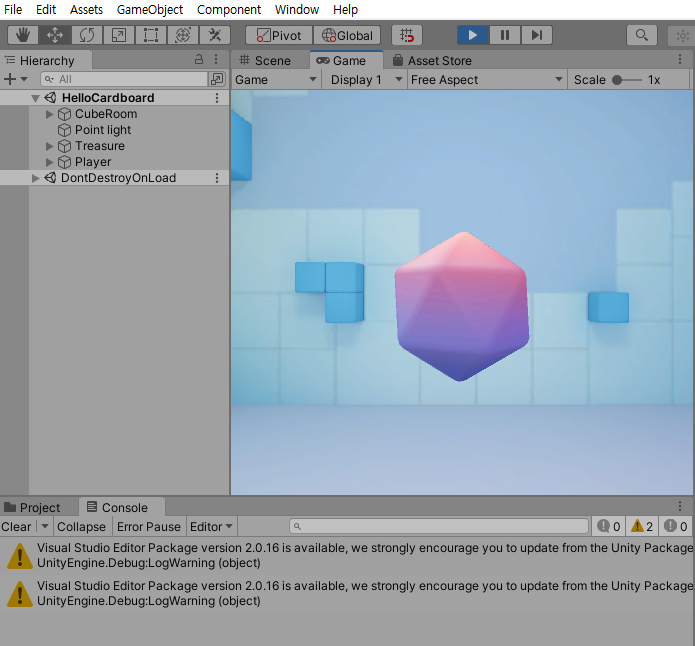 File Edit Assets GameObject Component Window Help
Pivot Global
Hierarchy Scene Game Asset Store
All Game Display 1 Free Aspect Scale 1x
HelloCardboard
CubeRoom
Point light
Treasure
Player
DontDestroyOnLoad
Project Console
Clear Collapse Error Pause Editor 0 2 0
Visual Studio Editor Package version 2.0.16 is available, we strongly encourage you to update from the Unity Package
UnityEngine.Debug:LogWarning (object)
Visual Studio Editor Package version 2.0.16 is available, we strongly encourage you to update from the Unity Package
UnityEngine.Debug:LogWarning (object)